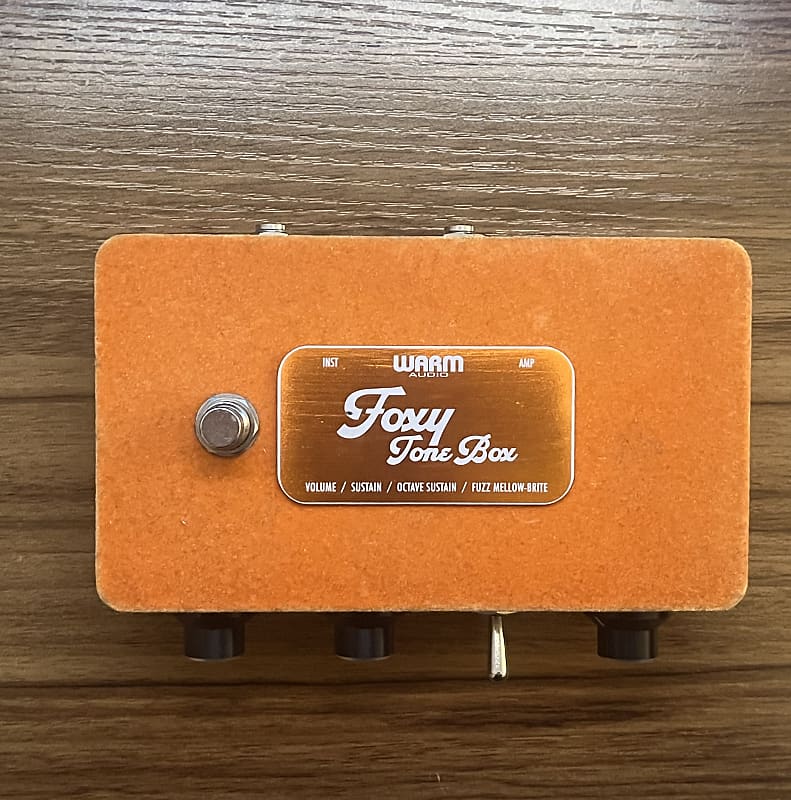 INST WARM AMP
AUDIO
Foxy
Tone Box
VOLUME / SUSTAIN / OCTAVE SUSTAIN / FUZZ MELLOW-BRITE